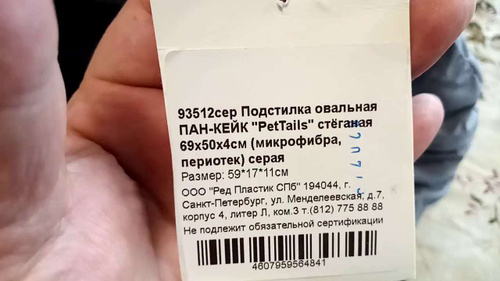 93512сер Подстилка овальная
ПАН-КЕЙК "PetTails" стёганая
69x50x4см (микрофибра,
периотек) серая
Размер: 59*17*11см
ООО "Ред Пластик СПб" 194044, г.
Санкт-Петербург, ул. Менделеевская, д.7,
корпус 4, литер Л, ком.3 т.(812) 775 88 88
Не подлежит обязательной сертификации
4607959564841